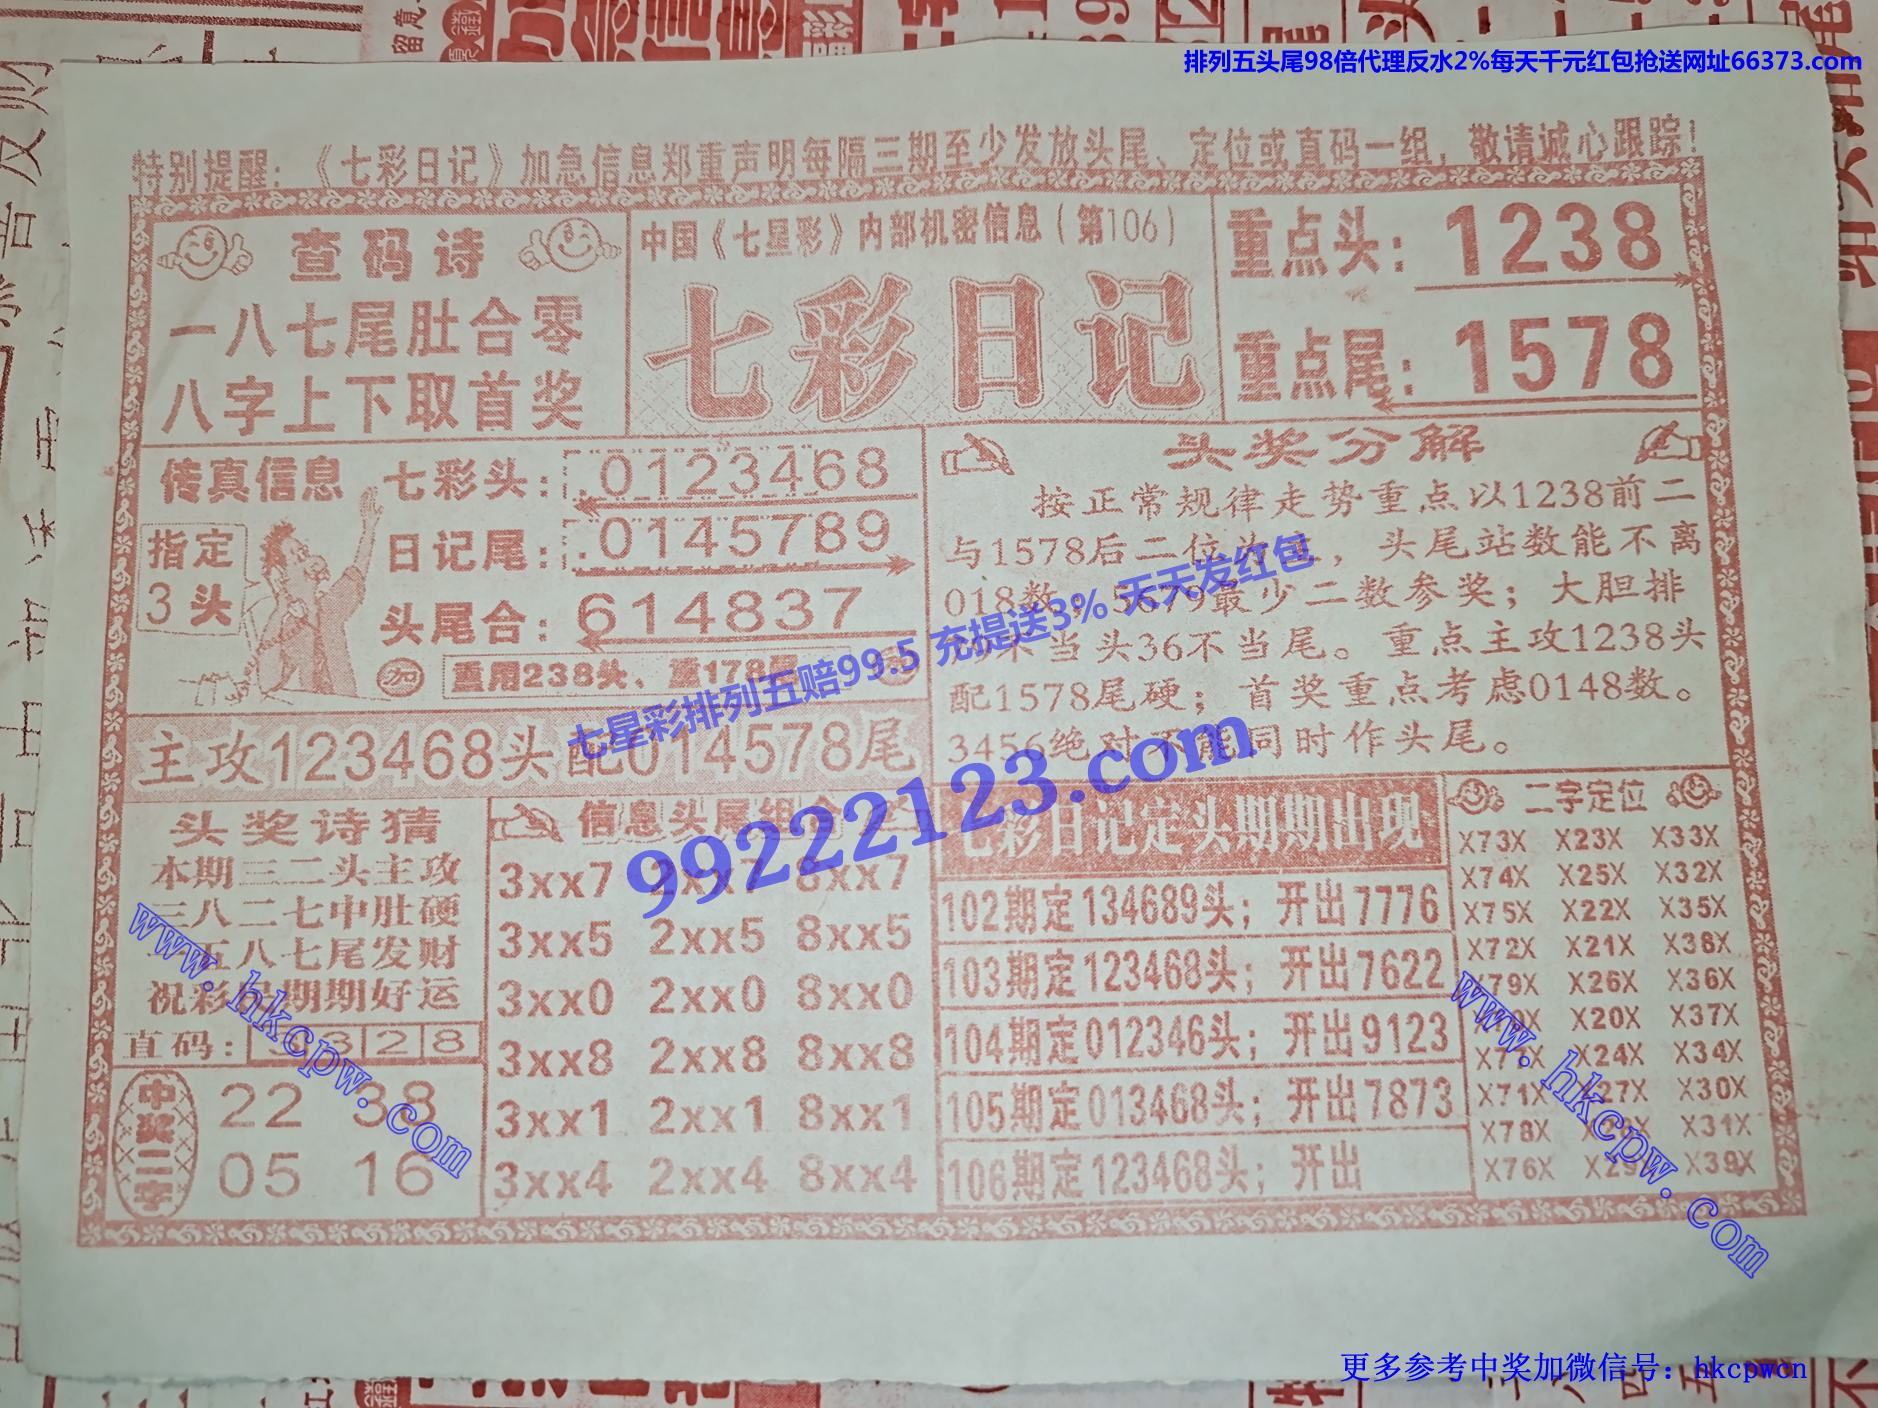 排列五头尾98倍代理反水2%每天千元红包抢送网址66373.com
特别提醒：《七彩日记》加急信息郑重声明每隔三期至少发放头尾、定位或直码一组，敬请诚心跟踪！
查码诗
一八七尾肚合零
八字上下取首奖
中国《七星彩》内部机密信息（第106）
七彩日记
重点头：1238
重点尾：1578
传真信息
指定
3头
七彩头：0123468
日记尾：0145789
头尾合：614837
加
重用238头、重178
主攻123468头配014578尾
头奖分解
按正常规律走势重点以1238前二
与1578后二位为主，头尾站数能不离
018数，5679最少二数参奖；大胆排
不当头36不当尾。重点主攻1238头
配1578尾硬；首奖重点考虑0148数。
3456绝对不能同时作头尾。
七星彩排列五赔99.5 充提送3% 天天发红包
99222123.com
头奖诗猜
本期三二头主攻
三八二七中肚硬
五八七尾发财
祝彩 期期好运
直码： 3 2 8
中奖二字
22 38
05 16
信息头尾组合
3xx7 2xx7 8xx7
3xx5 2xx5 8xx5
3xx0 2xx0 8xx0
3xx8 2xx8 8xx8
3xx1 2xx1 8xx1
3xx4 2xx4 8xx4
七彩日记定头期期出现
102期定134689头；开出7776
103期定123468头；开出7622
104期定012346头；开出9123
105期定013468头；开出7873
106期定123468头；开出
二字定位
X73X X23X X33X
X74X X25X X32X
X75X X22X X35X
X72X X21X X38X
X79X X26X X36X
X20X X37X
X24X X34X
X71X X27X X30X
X78X X31X
X76X X29X X39X
www.hkcpw.com
www.hkcpw.com
更多参考中奖加微信号：hkcpwcn